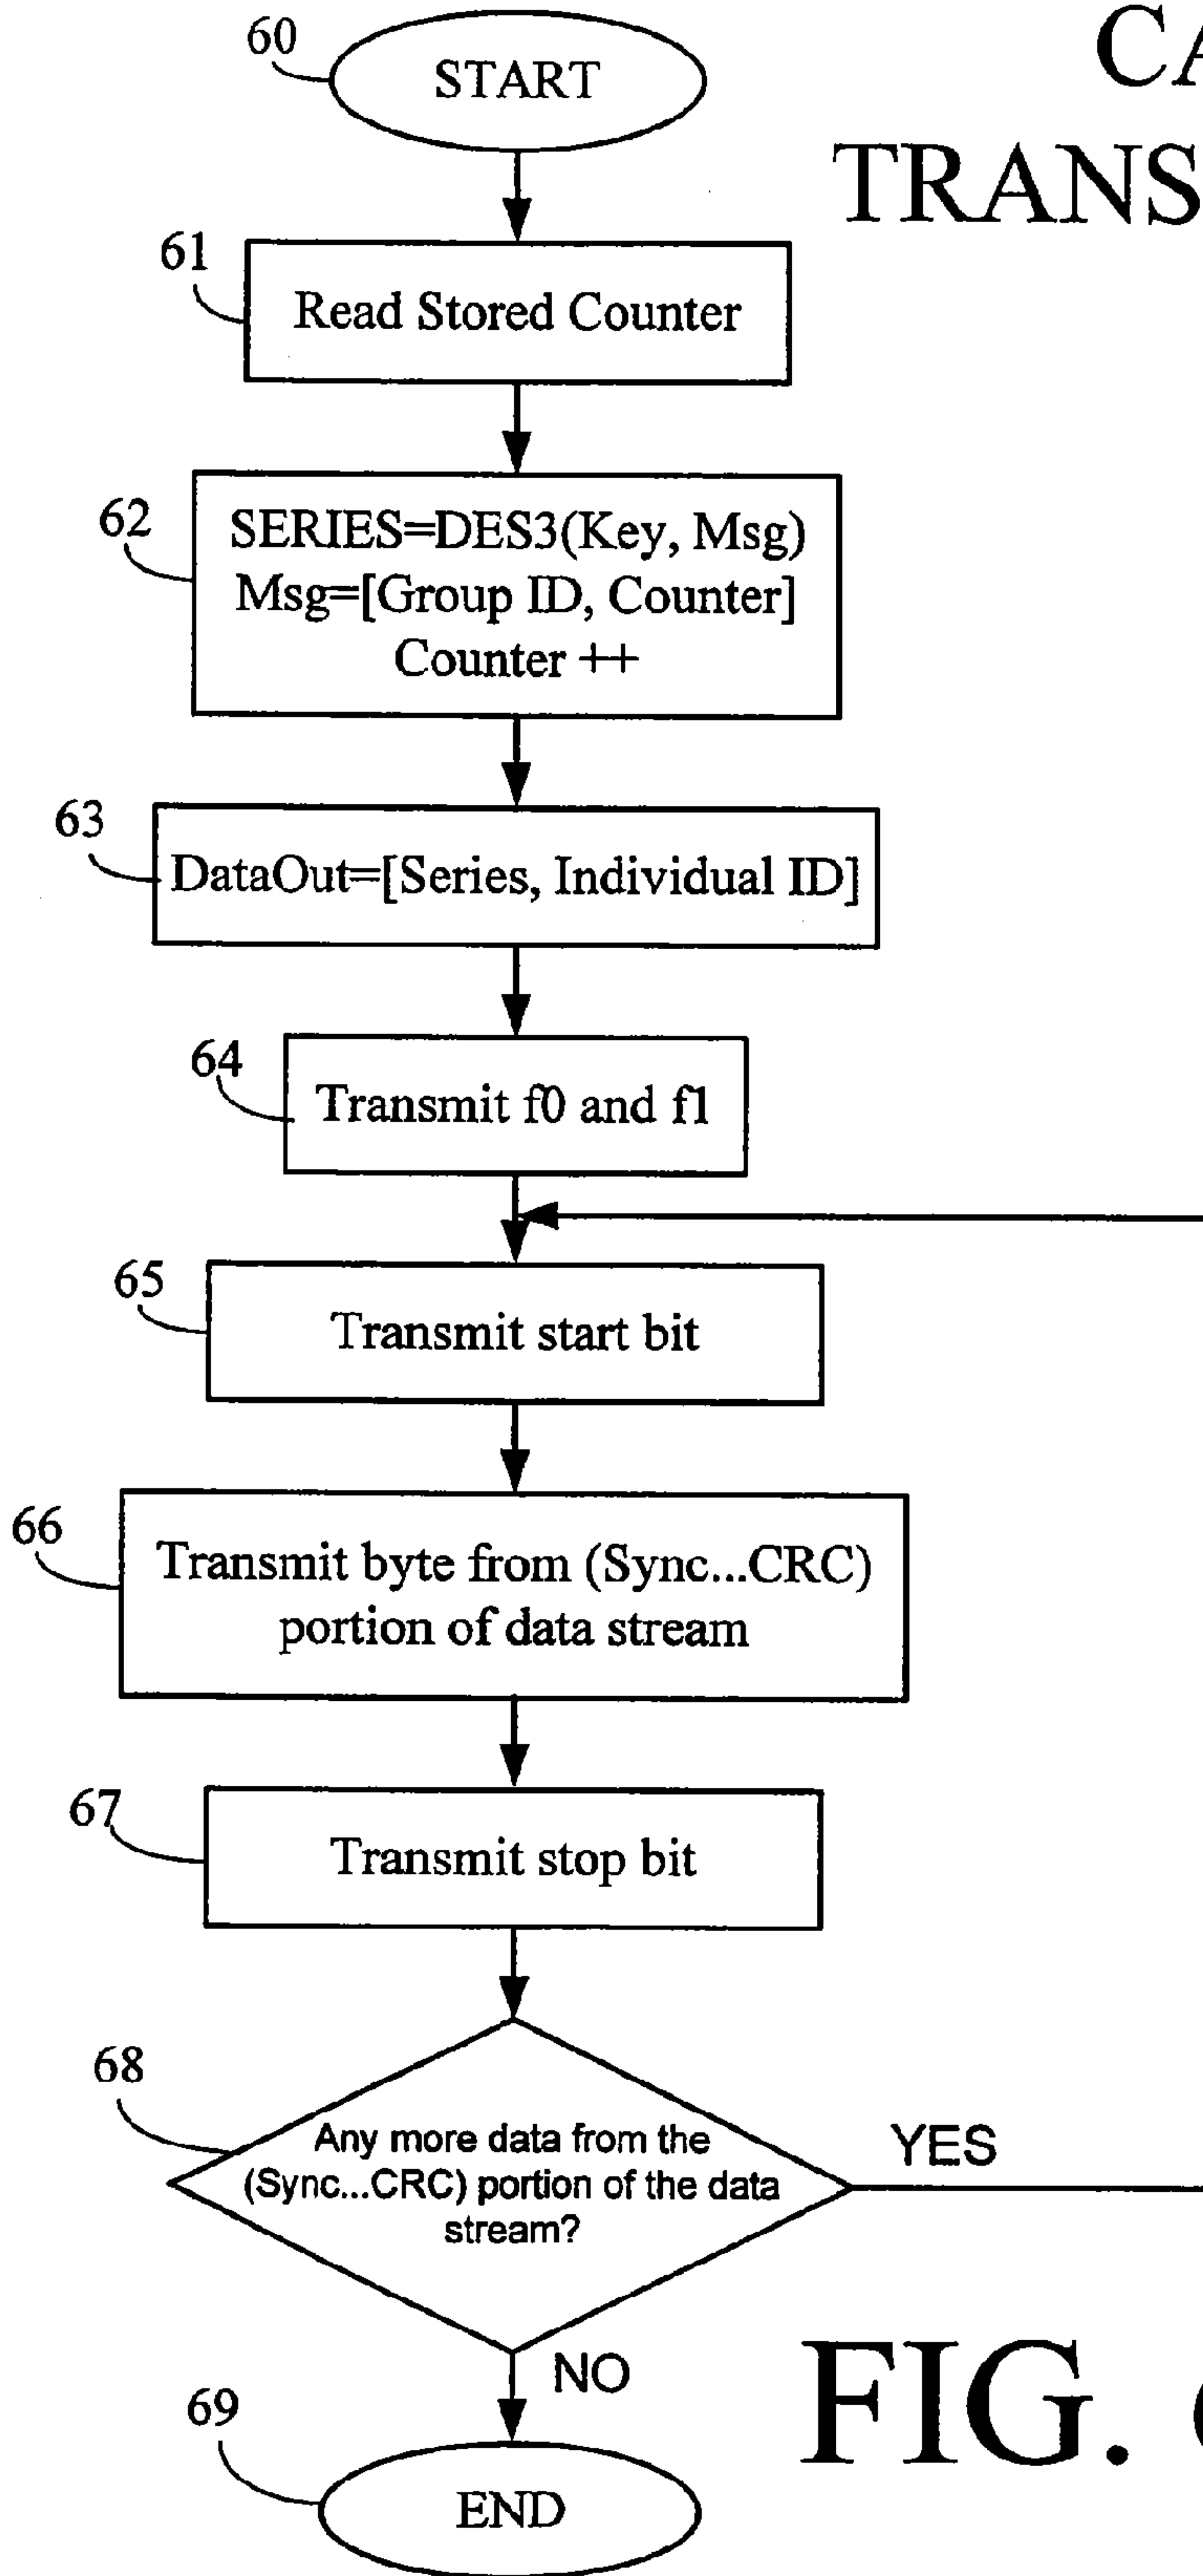 60
START
61
Read Stored Counter
62
SERIES=DES3(Key, Msg)
Msg=[Group ID, Counter]
Counter ++
63
DataOut=[Series, Individual ID]
64
Transmit f0 and f1
65
Transmit start bit
66
Transmit byte from (Sync...CRC)
portion of data stream
67
Transmit stop bit
68
Any more data from the
(Sync...CRC) portion of the data
stream?
YES
NO
FIG.
69
END